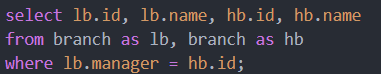 select lb.id, lb.name, hb.id, hb.name
from branch as lb, branch as hb
where lb.manager = hb.id;